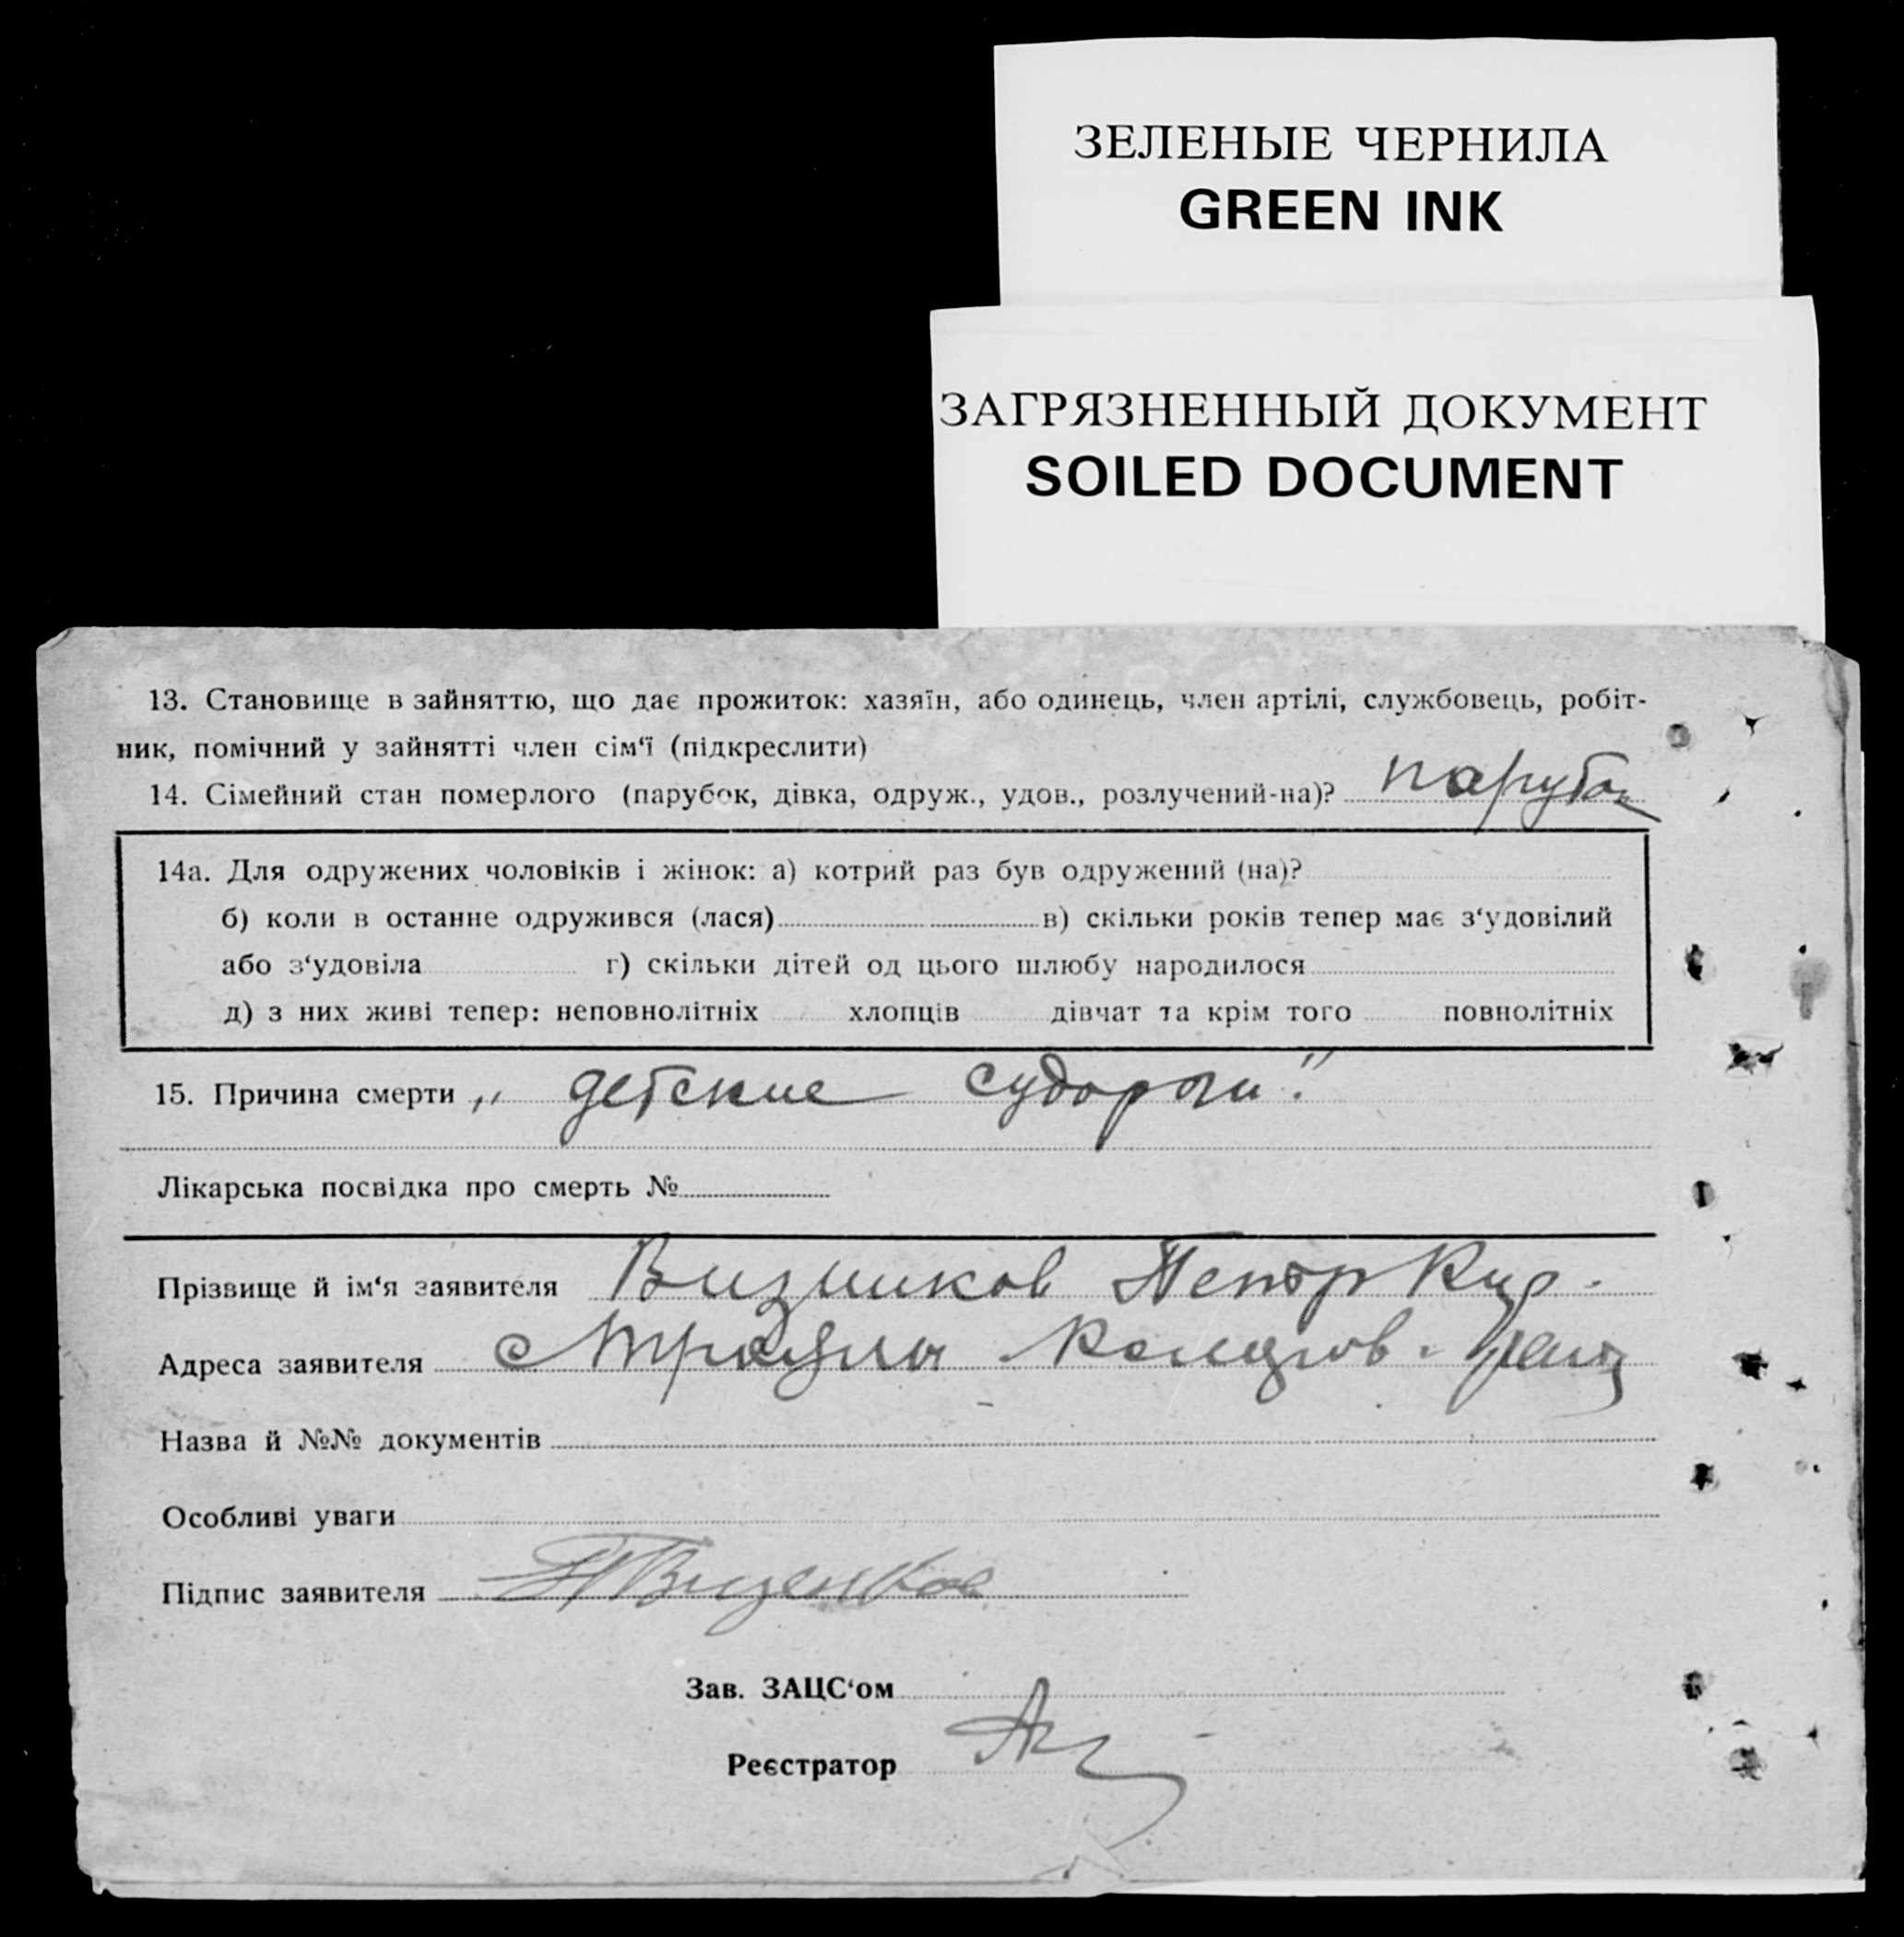 ЗЕЛЕНЫЕ ЧЕРНИЛА
GREEN INK
ЗАГРЯЗНЕННЫЙ ДОКУМЕНТ
SOILED DOCUMENT
13. Становище в зайняттю, що дає прожиток: хазяїн, або одинець, член артілі, службовець, робіт-
ник, помічний у зайнятті член сім‘ї (підкреслити)
14. Сімейний стан померлого (парубок, дівка, одруж., удов., розлучений-на)? парубок
14а. Для одружених чоловіків і жінок: а) котрий раз був одружений (на)?
б) коли в останнє одружився (лася) в) скільки років тепер має з‘удовілий
або з‘удовіла г) скільки дітей од цього шлюбу народилося
д) з них живі тепер: неповнолітніх хлопців дівчат та крім того повнолітніх
15. Причина смерти „ детские судороги"
Лікарська посвідка про смерть №
Прізвище й ім‘я заявителя Петр
Адреса заявителя
Назва й №№ документів
Особливі уваги
Підпис заявителя
Зав. ЗАЦС‘ом
Реєстратор